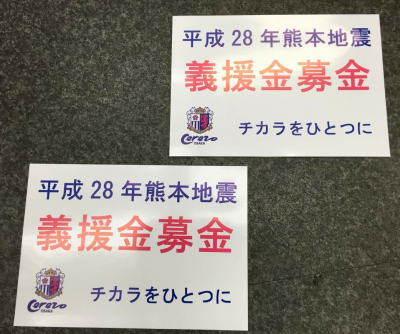 平成28年熊本地震
義援金募金
Cerezo
OSAKA
チカラをひとつに
平成28年熊本地震
義援金募金
Cerezo
OSAKA
チカラをひとつに